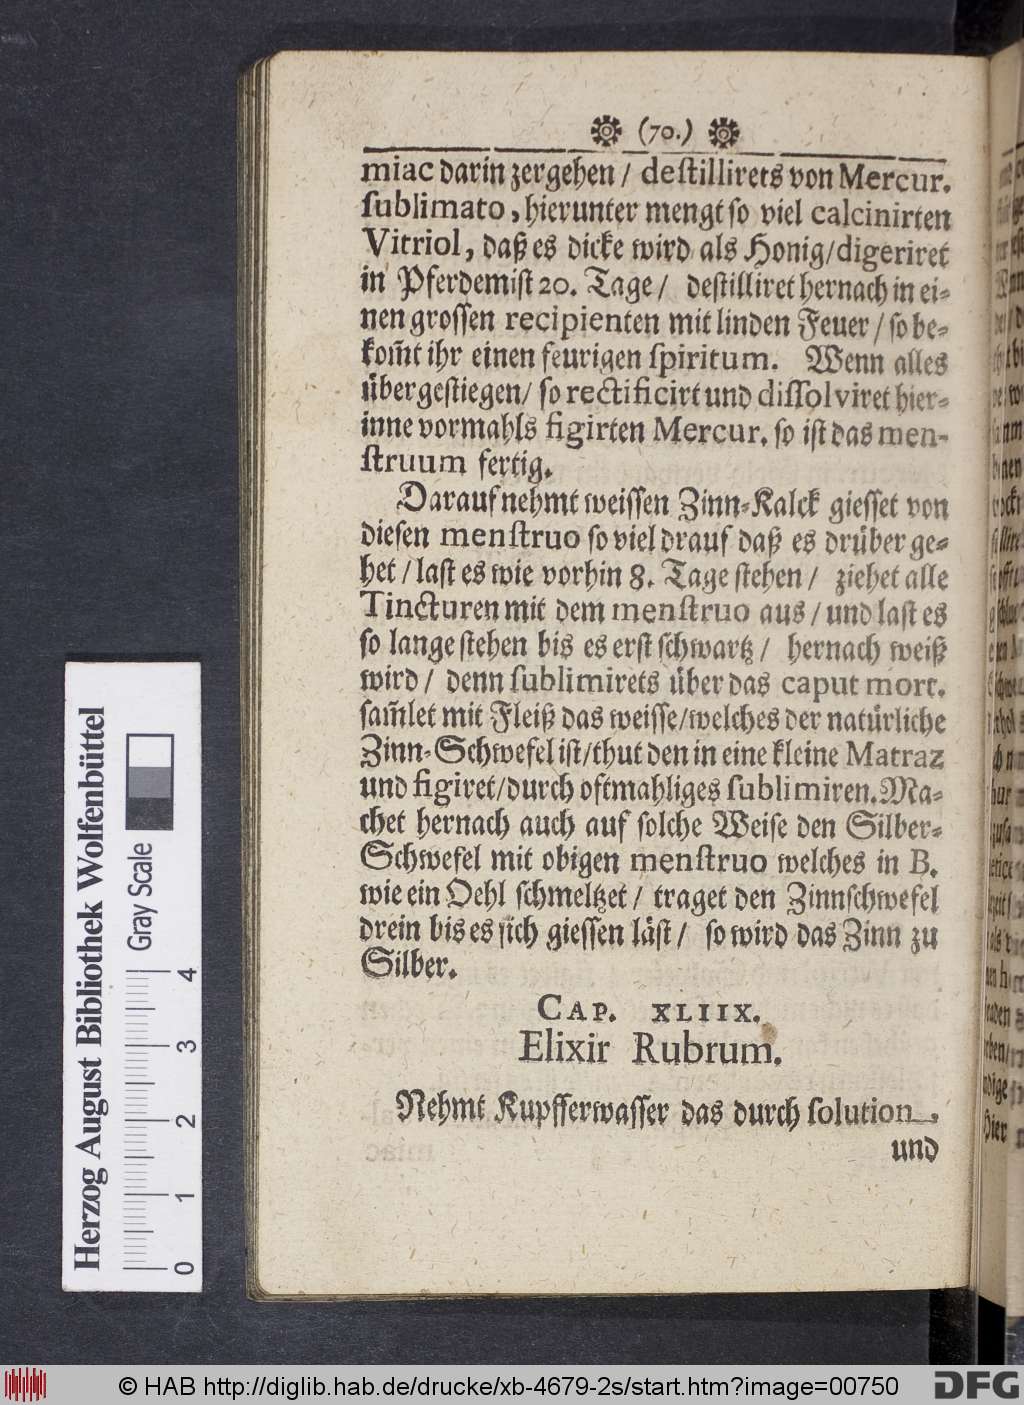 (70.)
miac darin zergehen / destillirets von Mercur.
sublimato, hierunter mengt so viel calcinirten
Vitriol, daß es dicke wird als Honig/digeriret
in Pferdemist 20. Tage / destilliret hernach in ei-
nen grossen recipienten mit linden Feuer / so be-
kom̃t ihr einen feurigen spiritum. Wenn alles
übergestiegen/ so rectificirt und dissolviret hier-
inne vormahls figirten Mercur. so ist das men-
struum fertig.
Darauf nehmt weissen Zinn-Kalck giesset von
diesen menstruo so viel drauf daß es drüber ge-
het / last es wie vorhin 8. Tage stehen / ziehet alle
Tincturen mit dem menstruo aus / und last es
so lange stehen bis es erst schwartz / hernach weiß
wird / denn sublimirets über das caput mort.
sam̃let mit Fleiß das weisse/welches der natürliche
Zinn-Schwefel ist/thut den in eine kleine Matraz
und figiret/durch oftmahliges sublimiren. Ma-
chet hernach auch auf solche Weise den Silber-
Schwefel mit obigen menstruo welches in B.
wie ein Oehl schmeltzet / traget den Zinnschwefel
drein bis es sich giessen läst / so wird das Zinn zu
Silber.
CAP. XLIIX.
Elixir Rubrum.
Nehmt Kupfferwasser das durch solution,
und
Herzog August Bibliothek Wolfenbüttel
Gray Scale
0 1 2 3 4
© HAB http://diglib.hab.de/drucke/xb-4679-2s/start.htm?image=00750
DFG